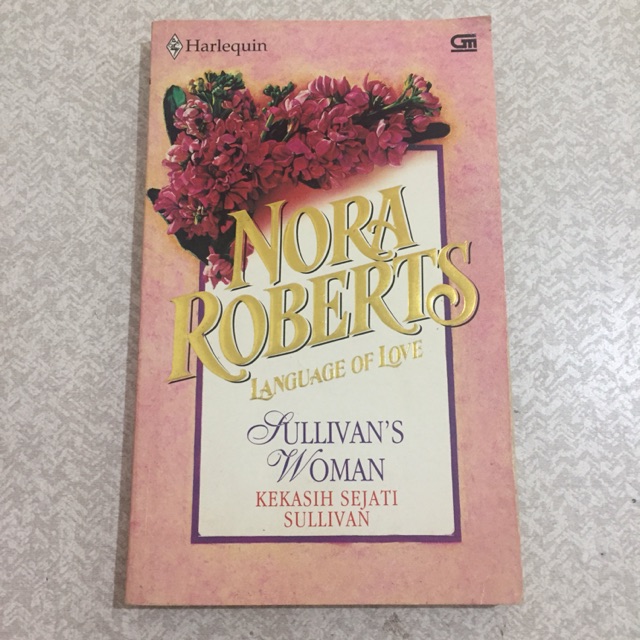 Harlequin
GM
NORA
ROBERTS
LANGUAGE OF LOVE
SULLIVAN'S
WOMAN
KEKASIH SEJATI
SULLIVAN